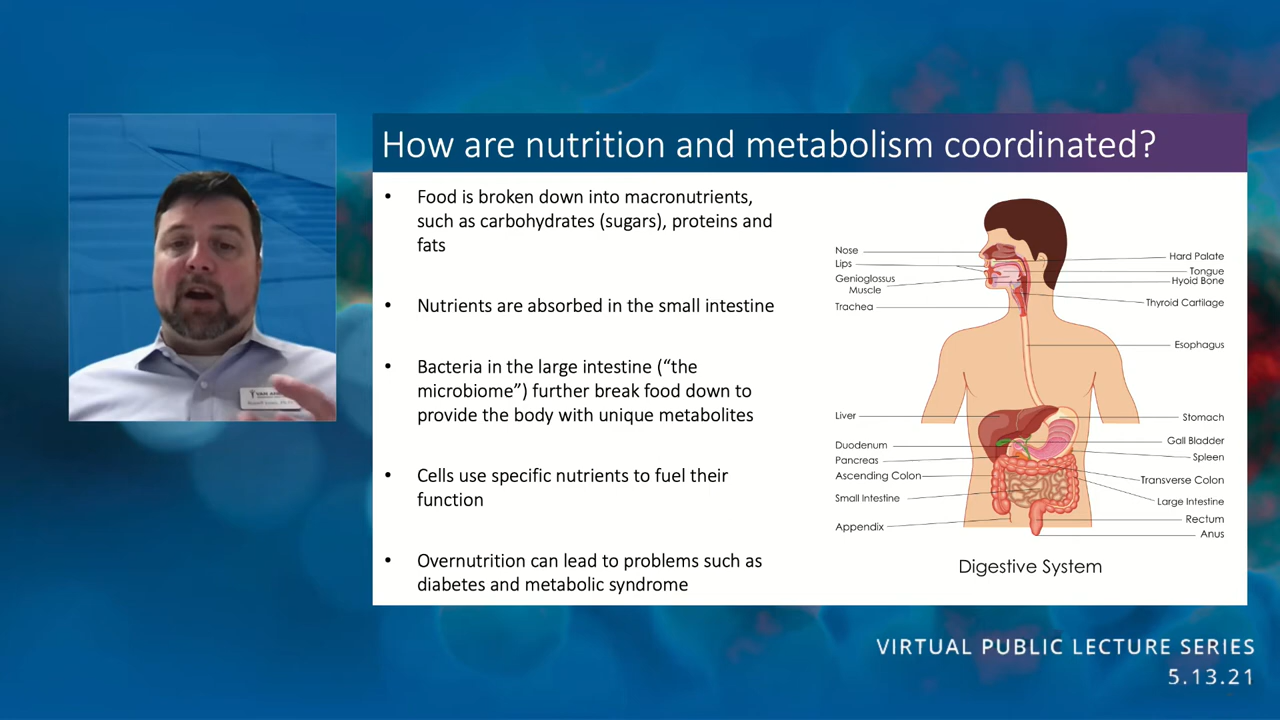 How are nutrition and metabolism coordinated?
• Food is broken down into macronutrients,
such as carbohydrates (sugars), proteins and
fats
• Nutrients are absorbed in the small intestine
• Bacteria in the large intestine (“the
microbiome”) further break food down to
provide the body with unique metabolites
• Cells use specific nutrients to fuel their
function
• Overnutrition can lead to problems such as
diabetes and metabolic syndrome
Nose
Lips
Genioglossus
Muscle
Trachea
Liver
Duodenum
Pancreas
Ascending Colon
Small Intestine
Appendix
Hard Palate
Tongue
Hyoid Bone
Thyroid Cartilage
Esophagus
Stomach
Gall Bladder
Spleen
Transverse Colon
Large Intestine
Rectum
Anus
Digestive System
VIRTUAL PUBLIC LECTURE SERIES
5.13.21